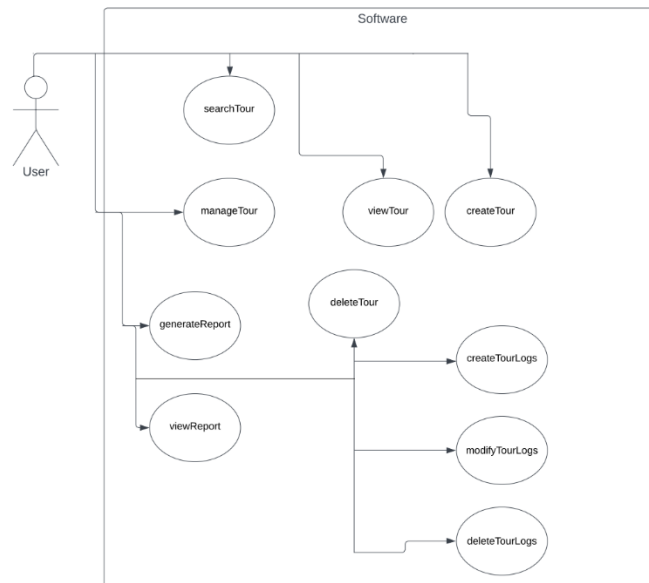 Software
searchTour
User
manageTour
viewTour
createTour
deleteTour
generateReport
createTourLogs
viewReport
modifyTourLogs
deleteTourLogs